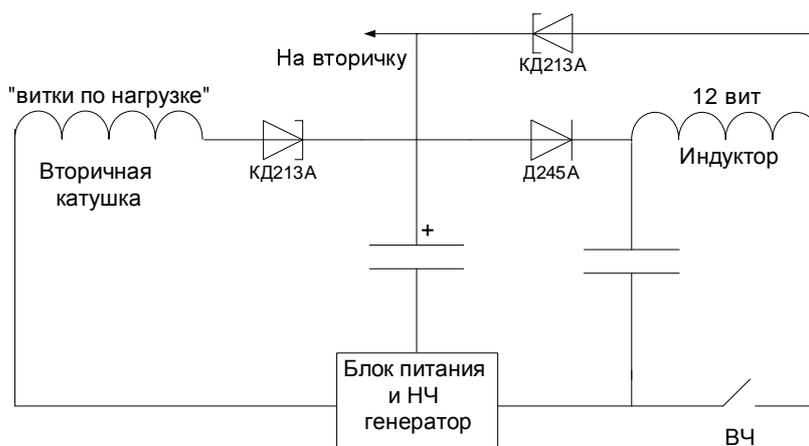 На вторичку
КД213А
"витки по нагрузке"
12 вит
КД213А
Д245А
Индуктор
Вторичная
катушка
+
Блок питания
и НЧ
генератор
ВЧ